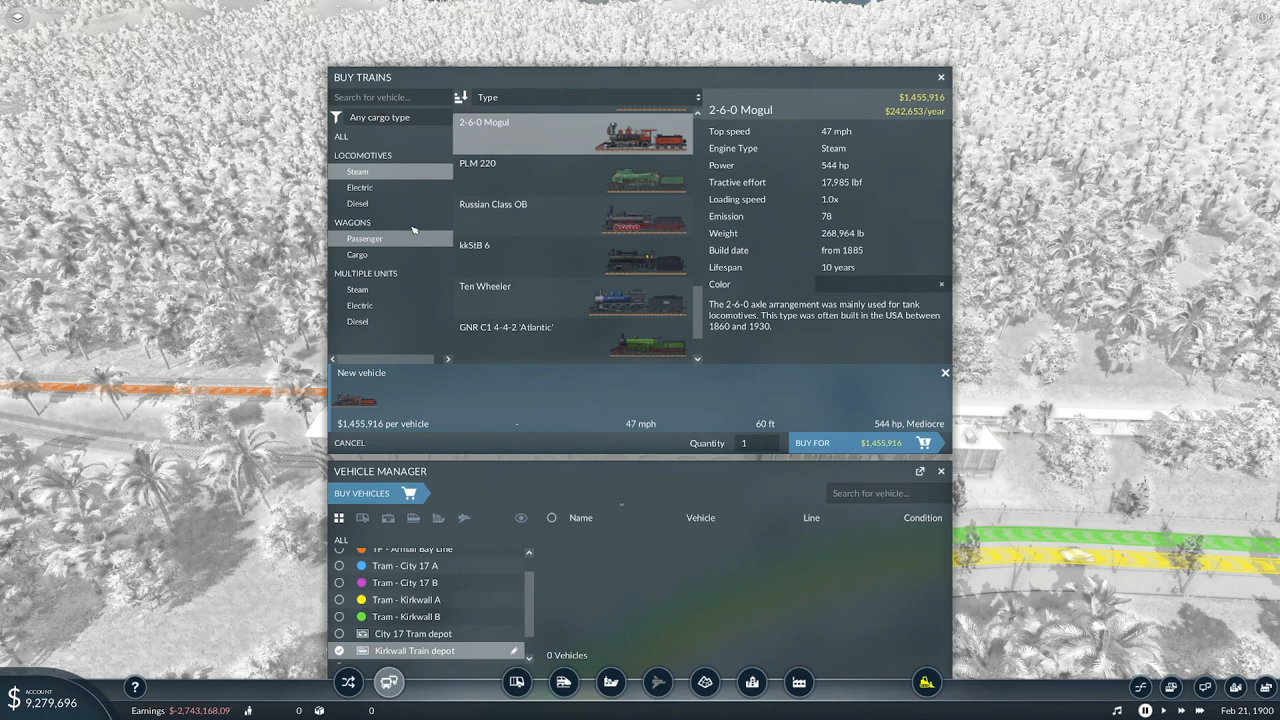 BUY TRAINS
Search for vehicle...
Type
Any cargo type
ALL
LOCOMOTIVES
Steam
Electric
Diesel
WAGONS
Passenger
Cargo
MULTIPLE UNITS
Steam
Electric
Diesel
2-6-0 Mogul
PLM 220
Russian Class OB
kkStB 6
Ten Wheeler
GNR C1 4-4-2 'Atlantic'
$1,455,916
2-6-0 Mogul
$242,653/year
Top speed 47 mph
Engine Type Steam
Power 544 hp
Tractive effort 17,985 lbf
Loading speed 1.0x
Emission 78
Weight 268,964 lb
Build date from 1885
Lifespan 10 years
Color
The 2-6-0 axle arrangement was mainly used for tank
locomotives. This type was often built in the USA between
1860 and 1930.
New vehicle
$1,455,916 per vehicle - 47 mph 60 ft 544 hp, Mediocre
CANCEL Quantity 1 BUY FOR $1,455,916
VEHICLE MANAGER
BUY VEHICLES Search for vehicle...
Name Vehicle Line Condition
ALL
Tram - City 17 A
Tram - City 17 B
Tram - Kirkwall A
Tram - Kirkwall B
City 17 Tram depot
Kirkwall Train depot
0 Vehicles
ACCOUNT
$ 9,279,696
?
Earnings $-2,743,168,09 0 0 Feb 21, 1900